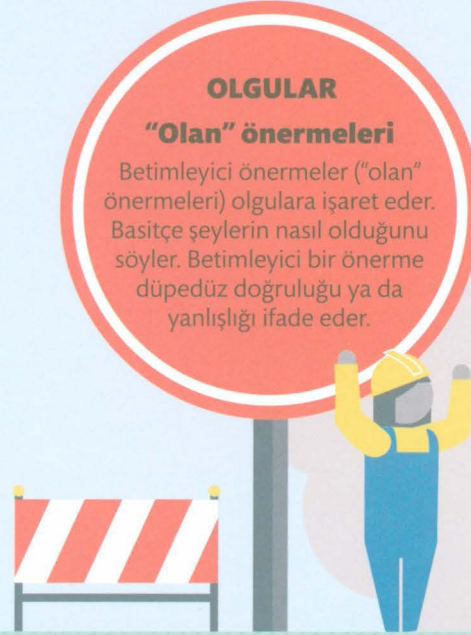 OLGULAR
"Olan" önermeleri
Betimleyici önermeler ("olan"
önermeleri) olgulara işaret eder.
Basitçe şeylerin nasıl olduğunu
söyler. Betimleyici bir önerme
düpedüz doğruluğu ya da
yanlışlığı ifade eder.